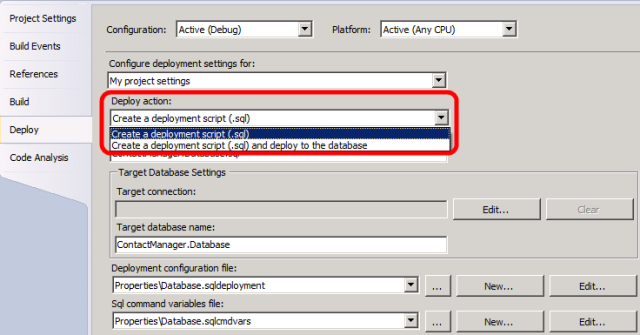 Project Settings
Build Events
References
Build
Deploy
Code Analysis
Configuration: Active (Debug) Platform: Active (Any CPU)
Configure deployment settings for:
My project settings
Deploy action:
Create a deployment script (.sql)
Create a deployment script (.sql)
Create a deployment script (.sql) and deploy to the database
ContactManager.Database.sql
Target Database Settings
Target connection:
Edit... Clear
Target database name:
ContactManager.Database
Deployment configuration file:
Properties\Database.sqldeployment ... New... Edit...
Sql command variables file:
Properties\Database.sqlcmdvars ... New... Edit...